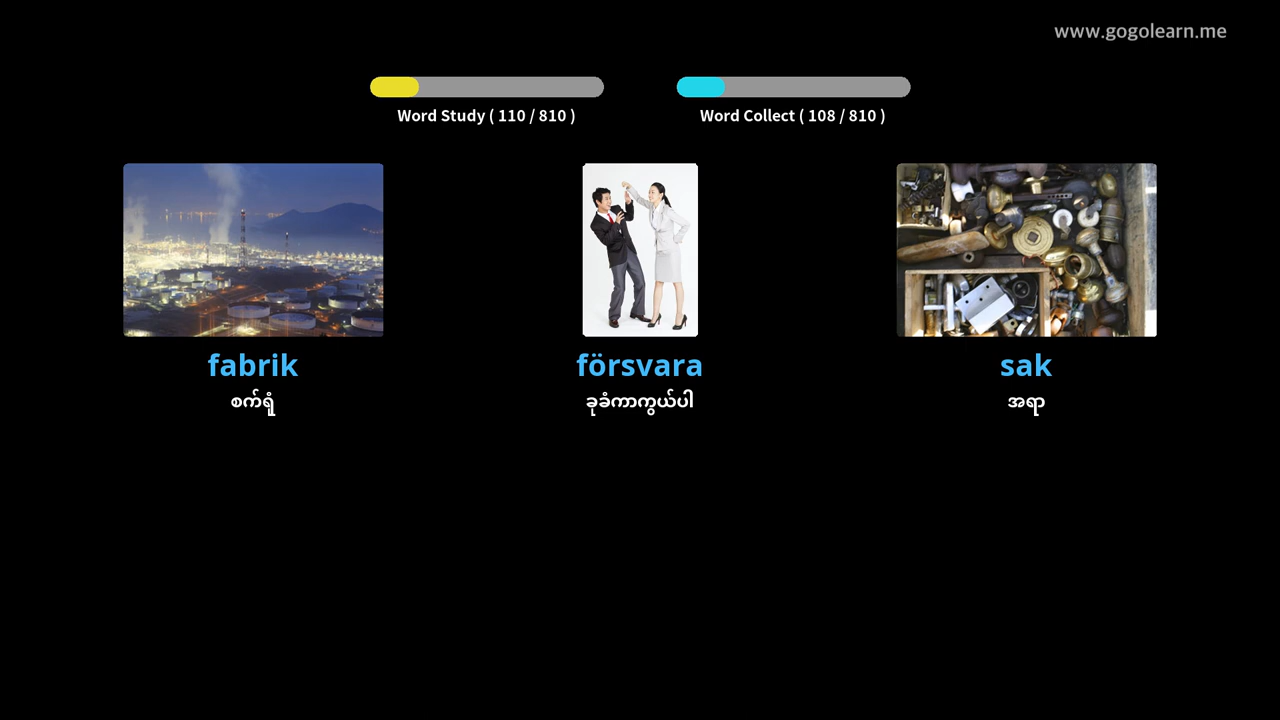 www.gogolearn.me
Word Study ( 110 / 810 )
Word Collect ( 108 / 810 )
fabrik
försvara
sak
စက်ရုံ
ခုခံကာကွယ်ပါ
အရာ